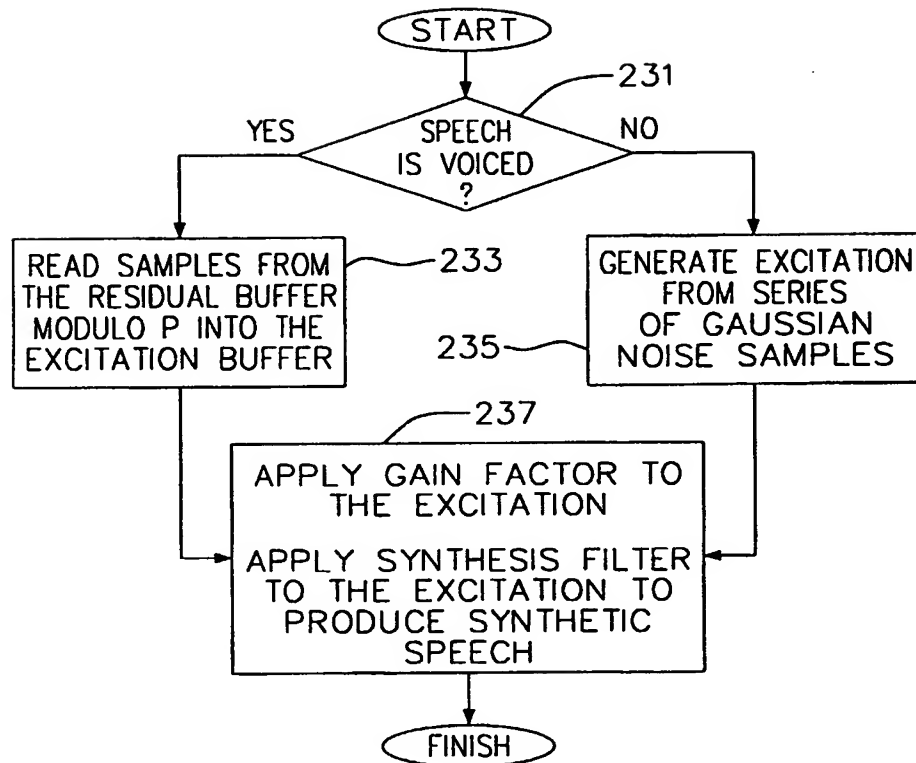 START
231
YES
SPEECH
IS VOICED
?
NO
READ SAMPLES FROM
THE RESIDUAL BUFFER
MODULO P INTO THE
EXCITATION BUFFER
233
GENERATE EXCITATION
FROM SERIES
OF GAUSSIAN
NOISE SAMPLES
235
237
APPLY GAIN FACTOR TO
THE EXCITATION
APPLY SYNTHESIS FILTER
TO THE EXCITATION TO
PRODUCE SYNTHETIC
SPEECH
FINISH